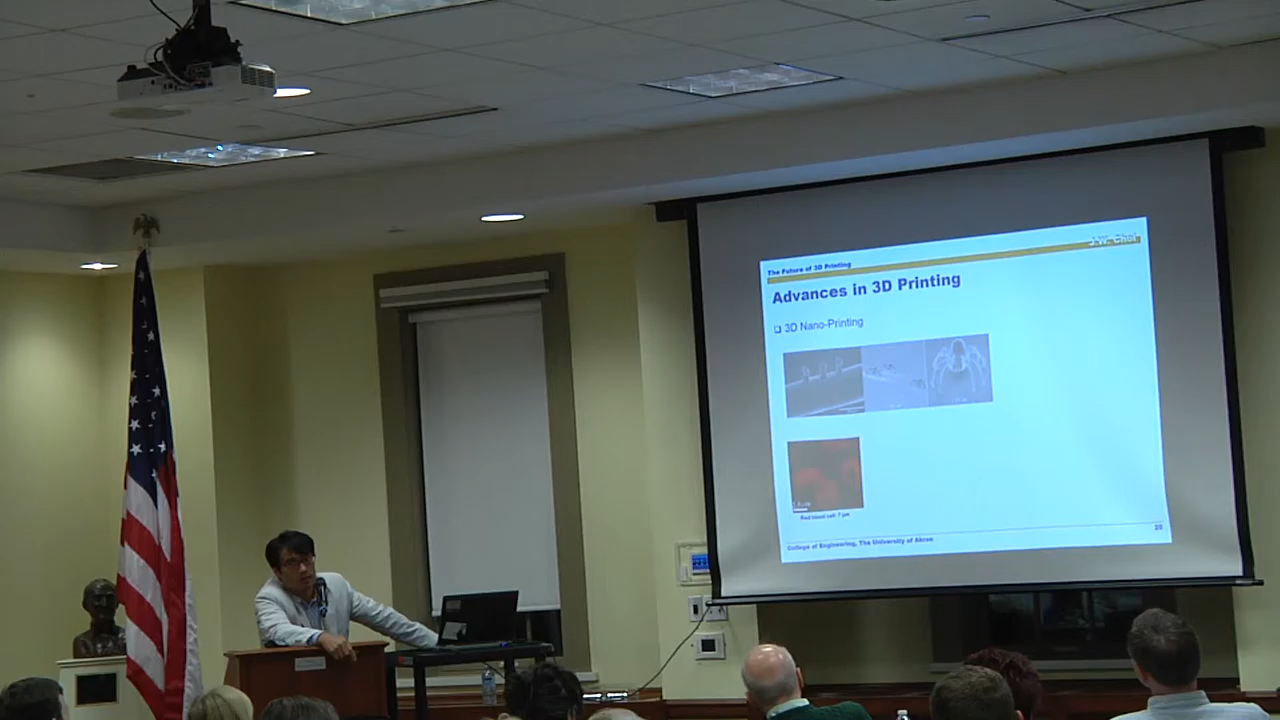 J.W. Choi
The Future of 3D Printing
Advances in 3D Printing
❑ 3D Nano-Printing
Red blood cell: 7 μm
College of Engineering, The University of Akron
20